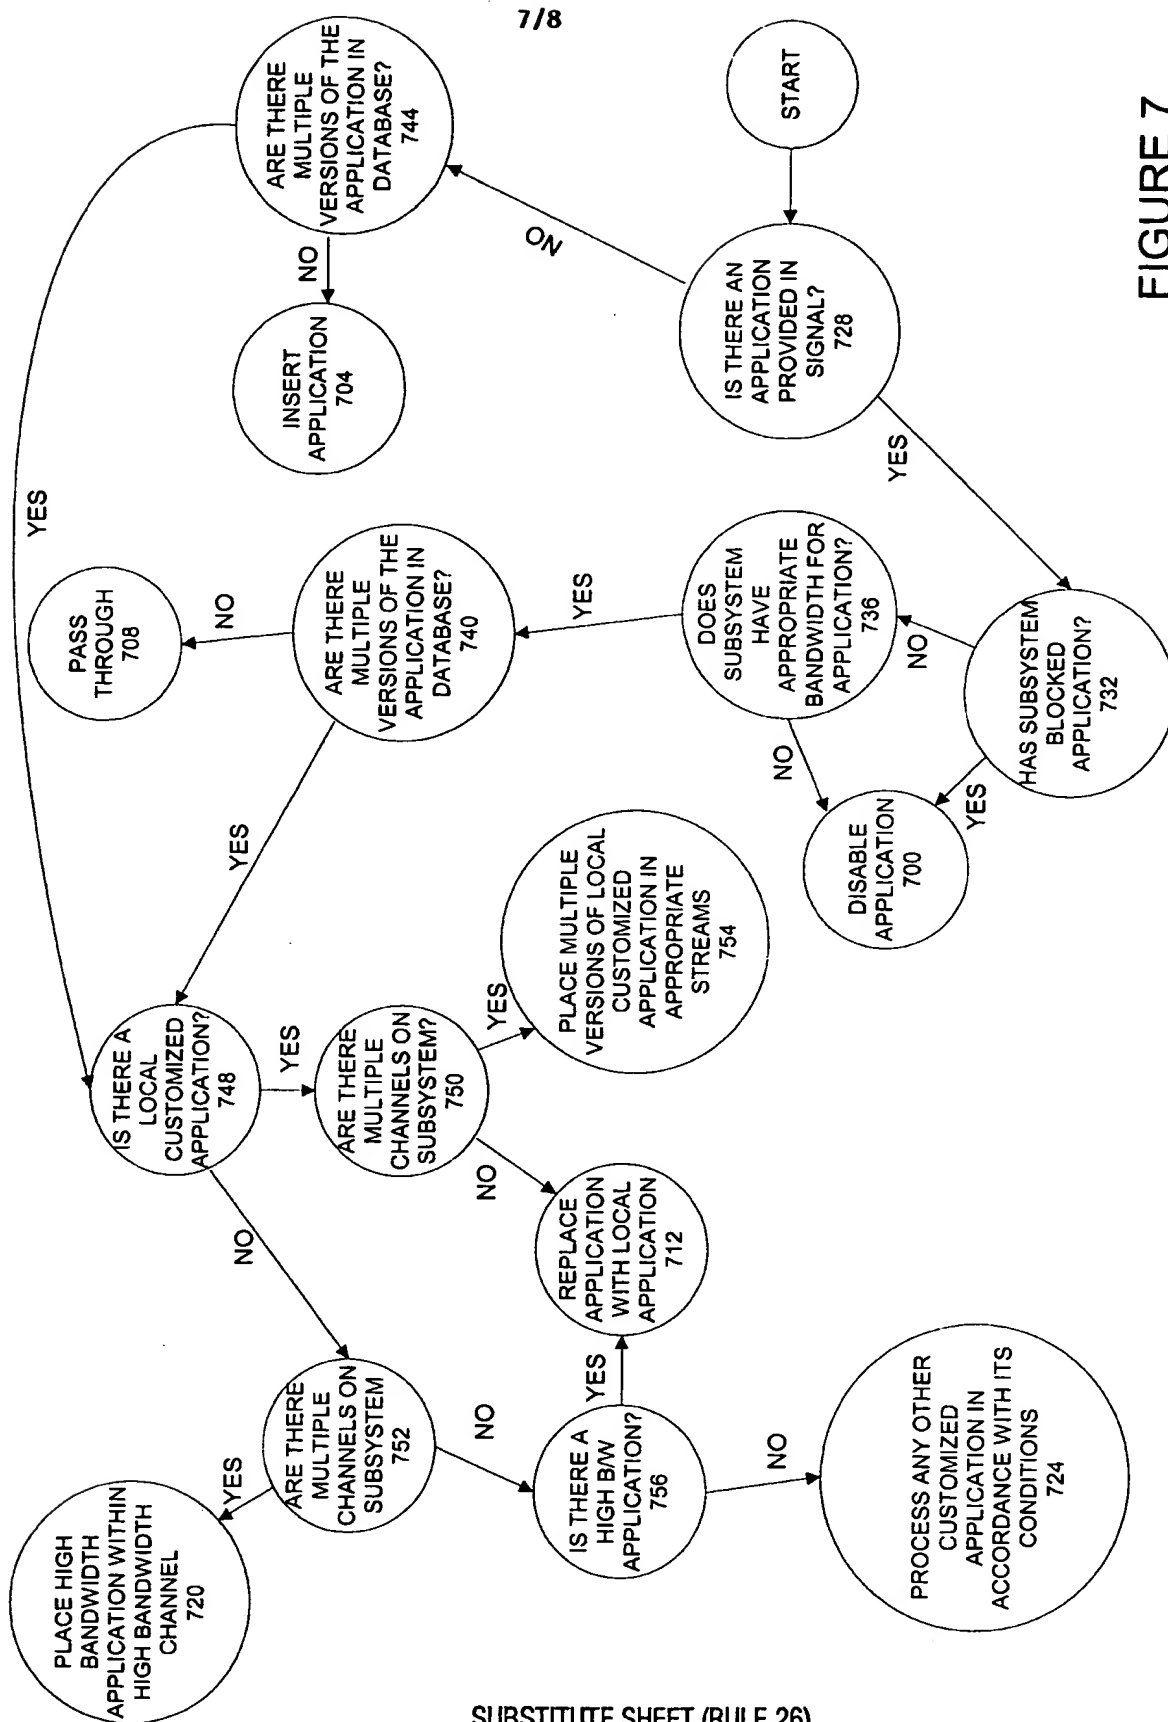 7/8
START
IS THERE AN
APPLICATION
PROVIDED IN
SIGNAL?
728
NO
YES
ARE THERE
MULTIPLE
VERSIONS OF THE
APPLICATION IN
DATABASE?
744
NO
YES
INSERT
APPLICATION
704
HAS SUBSYSTEM
BLOCKED
APPLICATION?
732
NO
YES
DOES
SUBSYSTEM
HAVE
APPROPRIATE
BANDWIDTH FOR
APPLICATION?
736
YES
NO
DISABLE
APPLICATION
700
ARE THERE
MULTIPLE
VERSIONS OF THE
APPLICATION IN
DATABASE?
740
NO
YES
PASS
THROUGH
708
IS THERE A
LOCAL
CUSTOMIZED
APPLICATION?
748
YES
NO
ARE THERE
MULTIPLE
CHANNELS ON
SUBSYSTEM?
750
YES
NO
PLACE MULTIPLE
VERSIONS OF LOCAL
CUSTOMIZED
APPLICATION IN
APPROPRIATE
STREAMS
754
REPLACE
APPLICATION
WITH LOCAL
APPLICATION
712
ARE THERE
MULTIPLE
CHANNELS ON
SUBSYSTEM
752
YES
NO
PLACE HIGH
BANDWIDTH
APPLICATION WITHIN
HIGH BANDWIDTH
CHANNEL
720
IS THERE A
HIGH B/W
APPLICATION?
756
YES
NO
PROCESS ANY OTHER
CUSTOMIZED
APPLICATION IN
ACCORDANCE WITH ITS
CONDITIONS
724
FIGURE 7
SUBSTITUTE SHEET (RULE 26)